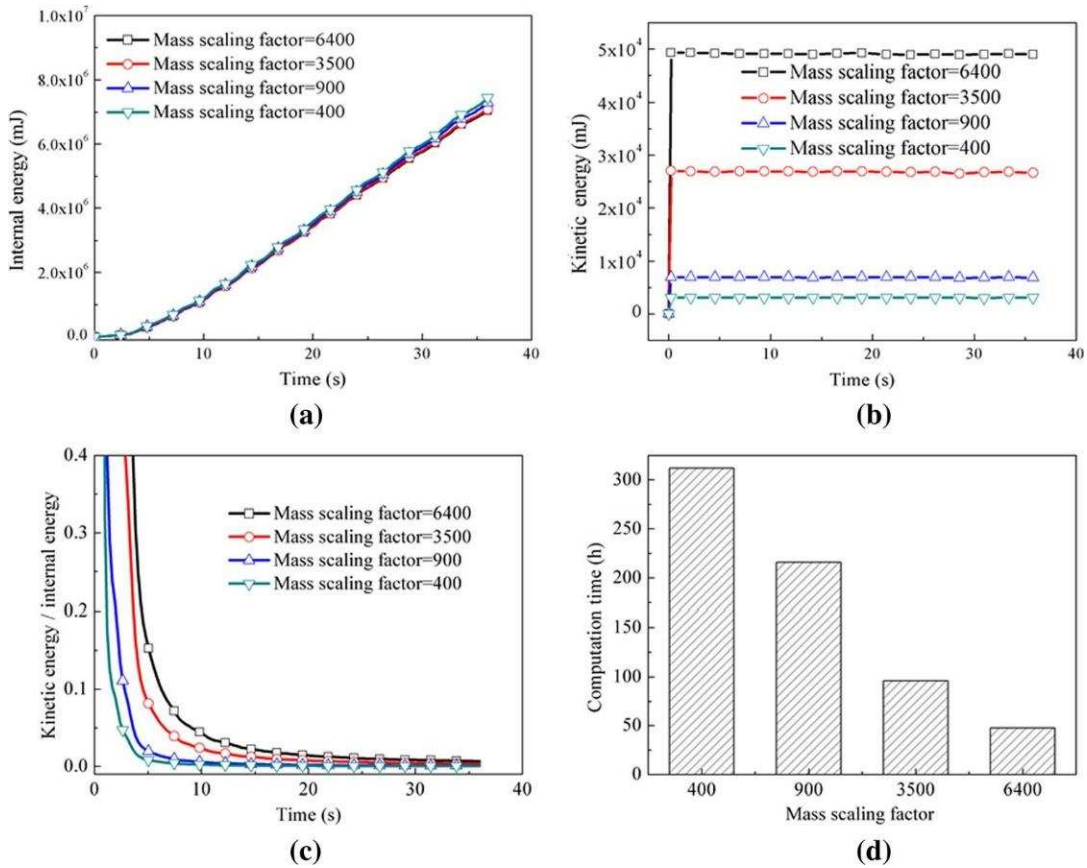 1.0x10⁷
8.0x10⁶
6.0x10⁶
4.0x10⁶
2.0x10⁶
0.0
Internal energy (mJ)
Mass scaling factor=6400
Mass scaling factor=3500
Mass scaling factor=900
Mass scaling factor=400
0 10 20 30 40
Time (s)
(a)
5x10⁴
4x10⁴
3x10⁴
2x10⁴
1x10⁴
0
Kinetic energy (mJ)
Mass scaling factor=6400
Mass scaling factor=3500
Mass scaling factor=900
Mass scaling factor=400
0 10 20 30 40
Time (s)
(b)
0.4
0.3
0.2
0.1
0.0
Kinetic energy / internal energy
Mass scaling factor=6400
Mass scaling factor=3500
Mass scaling factor=900
Mass scaling factor=400
0 10 20 30 40
Time (s)
(c)
300
250
200
150
100
50
0
Computation time (h)
400 900 3500 6400
Mass scaling factor
(d)